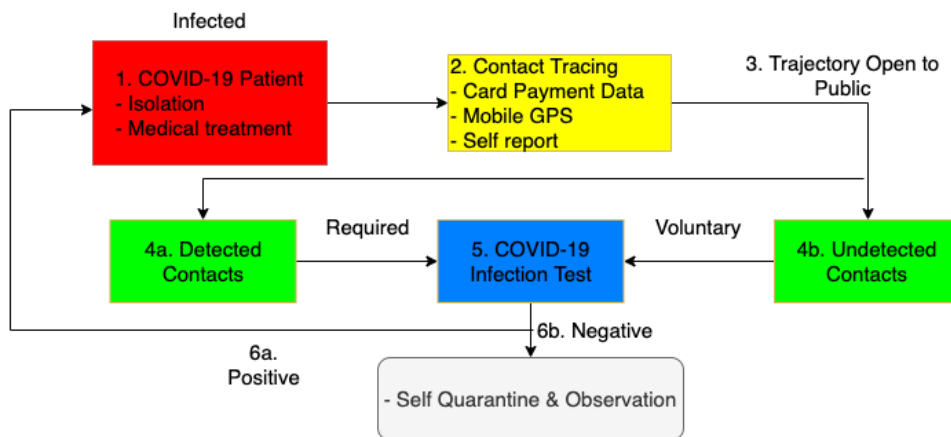 Infected
1. COVID-19 Patient
- Isolation
- Medical treatment
2. Contact Tracing
- Card Payment Data
- Mobile GPS
- Self report
3. Trajectory Open to
Public
4a. Detected
Contacts
Required
5. COVID-19
Infection Test
Voluntary
4b. Undetected
Contacts
6a.
Positive
6b. Negative
- Self Quarantine & Observation